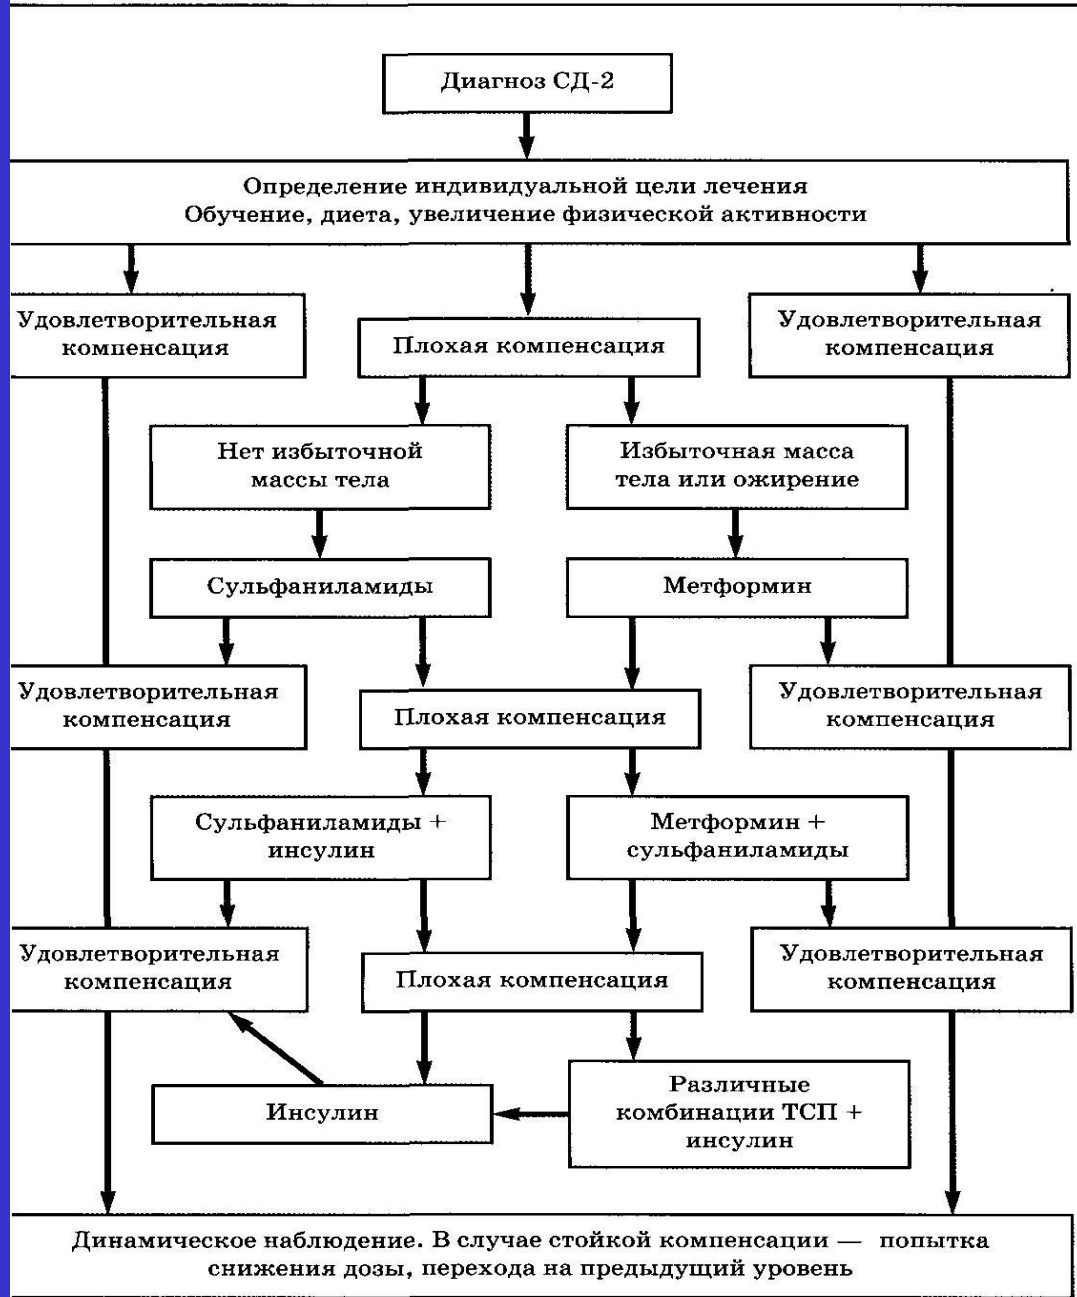 Диагноз СД-2
Определение индивидуальной цели лечения
Обучение, диета, увеличение физической активности
Удовлетворительная
компенсация
Плохая компенсация
Удовлетворительная
компенсация
Нет избыточной
массы тела
Избыточная масса
тела или ожирение
Сульфаниламиды
Метформин
Удовлетворительная
компенсация
Плохая компенсация
Удовлетворительная
компенсация
Сульфаниламиды +
инсулин
Метформин +
сульфаниламиды
Удовлетворительная
компенсация
Плохая компенсация
Удовлетворительная
компенсация
Инсулин
Различные
комбинации ТСП +
инсулин
Динамическое наблюдение. В случае стойкой компенсации — попытка
снижения дозы, перехода на предыдущий уровень